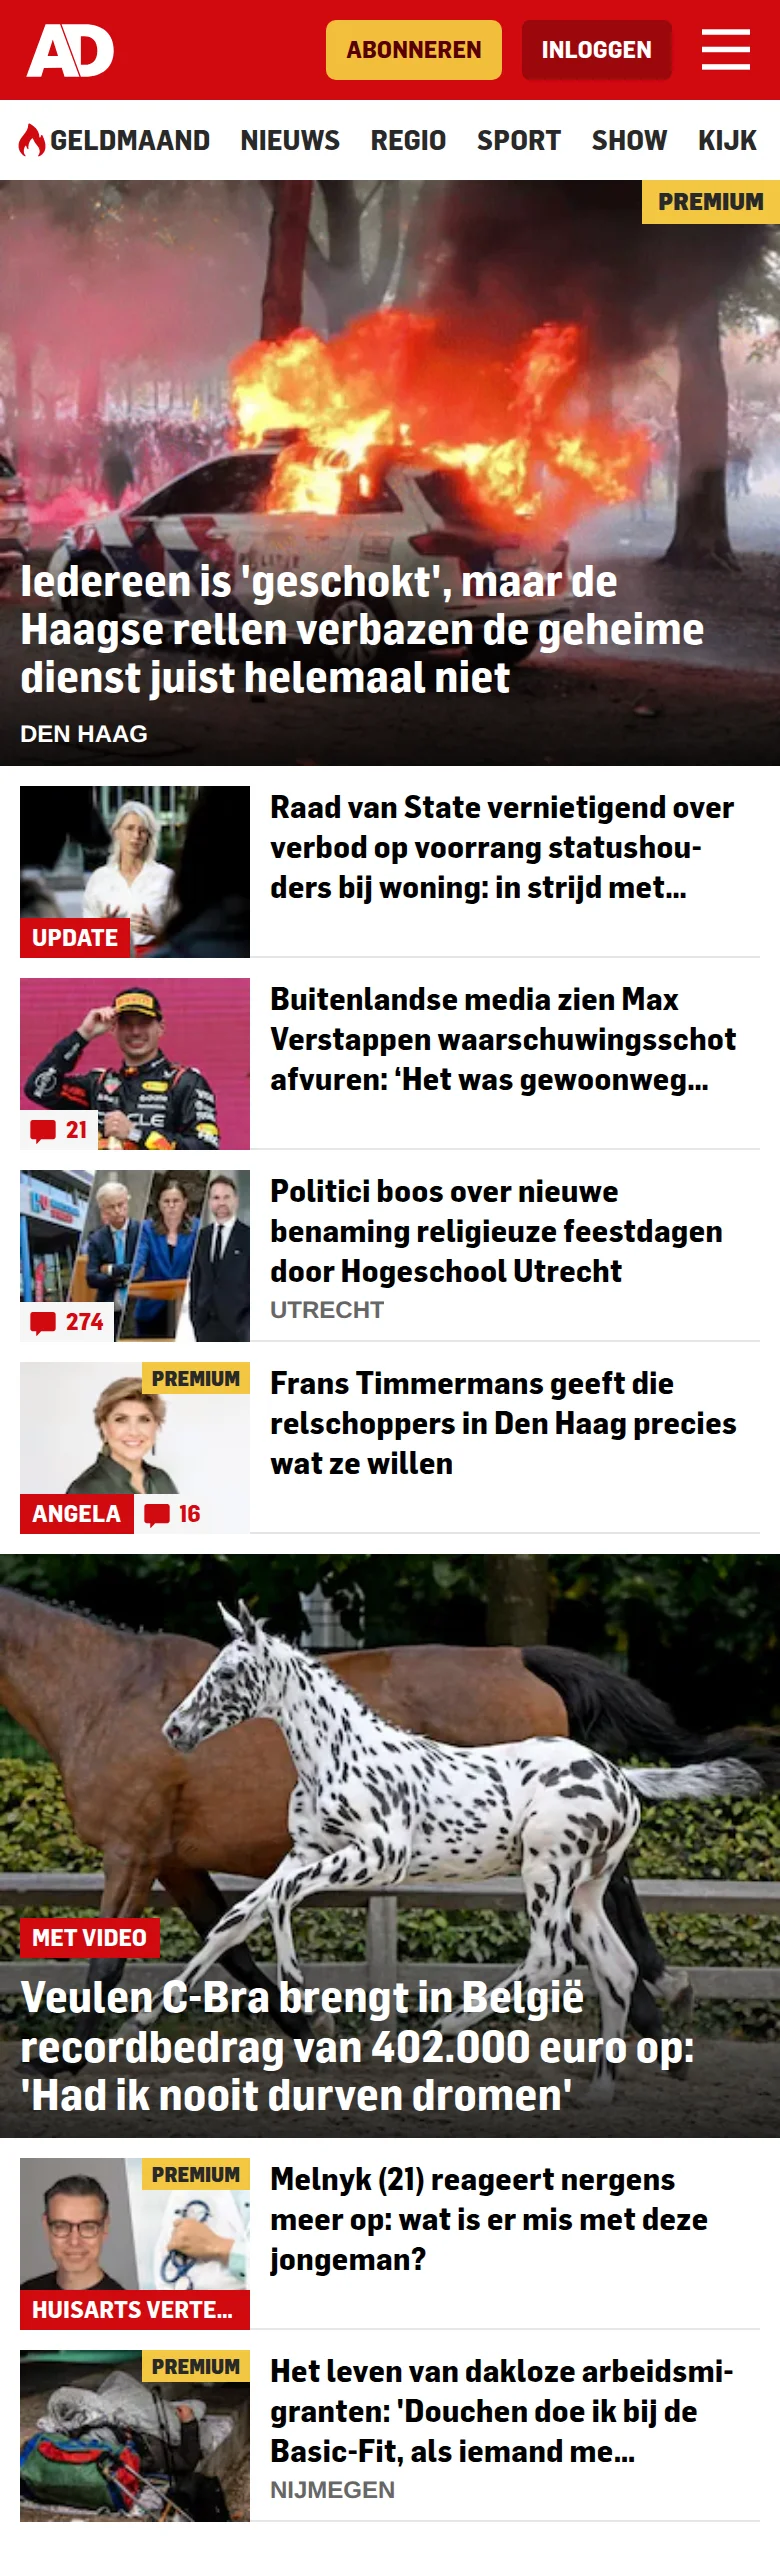 AD
ABONNEREN
INLOGGEN
GELDMAAND NIEUWS REGIO SPORT SHOW KIJK
PREMIUM
Iedereen is 'geschokt', maar de
Haagse rellen verbazen de geheime
dienst juist helemaal niet
DEN HAAG
UPDATE
Raad van State vernietigend over
verbod op voorrang statushou-
ders bij woning: in strijd met...
21
Buitenlandse media zien Max
Verstappen waarschuwingsschot
afvuren: ‘Het was gewoonweg...
274
Politici boos over nieuwe
benaming religieuze feestdagen
door Hogeschool Utrecht
UTRECHT
PREMIUM
ANGELA
16
Frans Timmermans geeft die
relschoppers in Den Haag precies
wat ze willen
MET VIDEO
Veulen C-Bra brengt in België
recordbedrag van 402.000 euro op:
'Had ik nooit durven dromen'
PREMIUM
HUISARTS VERTE...
Melnyk (21) reageert nergens
meer op: wat is er mis met deze
jongeman?
PREMIUM
Het leven van dakloze arbeidsmi-
granten: 'Douchen doe ik bij de
Basic-Fit, als iemand me...
NIJMEGEN